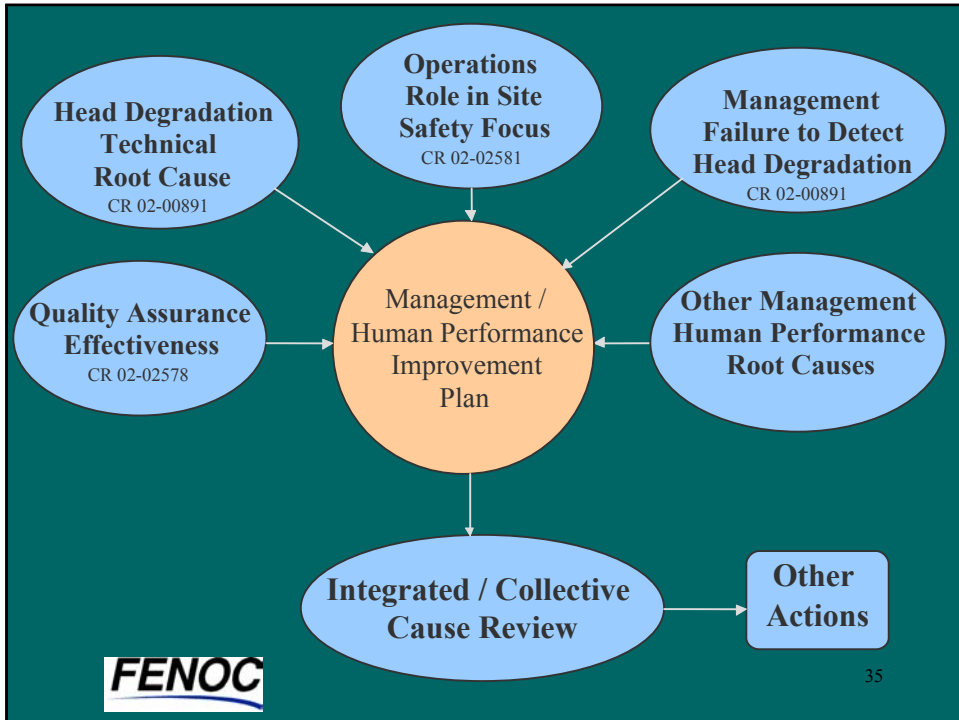 Head Degradation
Technical
Root Cause
CR 02-00891
Operations
Role in Site
Safety Focus
CR 02-02581
Management
Failure to Detect
Head Degradation
CR 02-00891
Quality Assurance
Effectiveness
CR 02-02578
Management /
Human Performance
Improvement
Plan
Other Management
Human Performance
Root Causes
Integrated / Collective
Cause Review
Other
Actions
FENOC
35